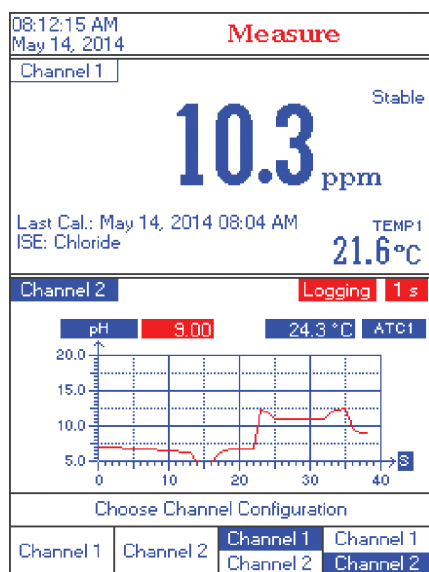 08:12:15 AM
May 14, 2014
Measure
Channel 1
Stable
10.3 ppm
Last Cal.: May 14, 2014 08:04 AM
ISE: Chloride
TEMP1
21.6°C
Channel 2
Logging 1 s
pH 9.00 24.3 °C ATC1
20.0
15.0
10.0
5.0
0 10 20 30 40 S
Choose Channel Configuration
Channel 1 Channel 2 Channel 1 Channel 1
Channel 2 Channel 2